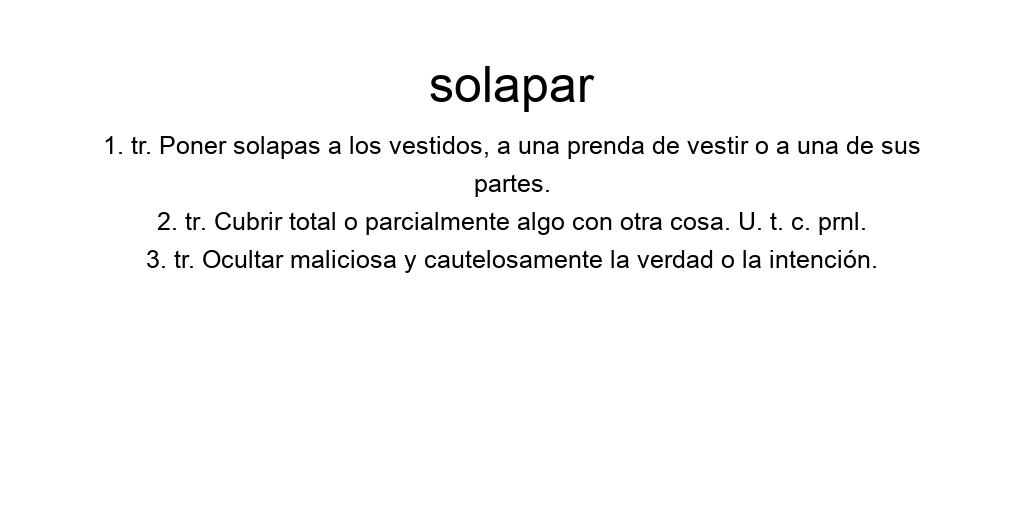 solapar
1. tr. Poner solapas a los vestidos, a una prenda de vestir o a una de sus
partes.
2. tr. Cubrir total o parcialmente algo con otra cosa. U. t. c. prnl.
3. tr. Ocultar maliciosa y cautelosamente la verdad o la intención.